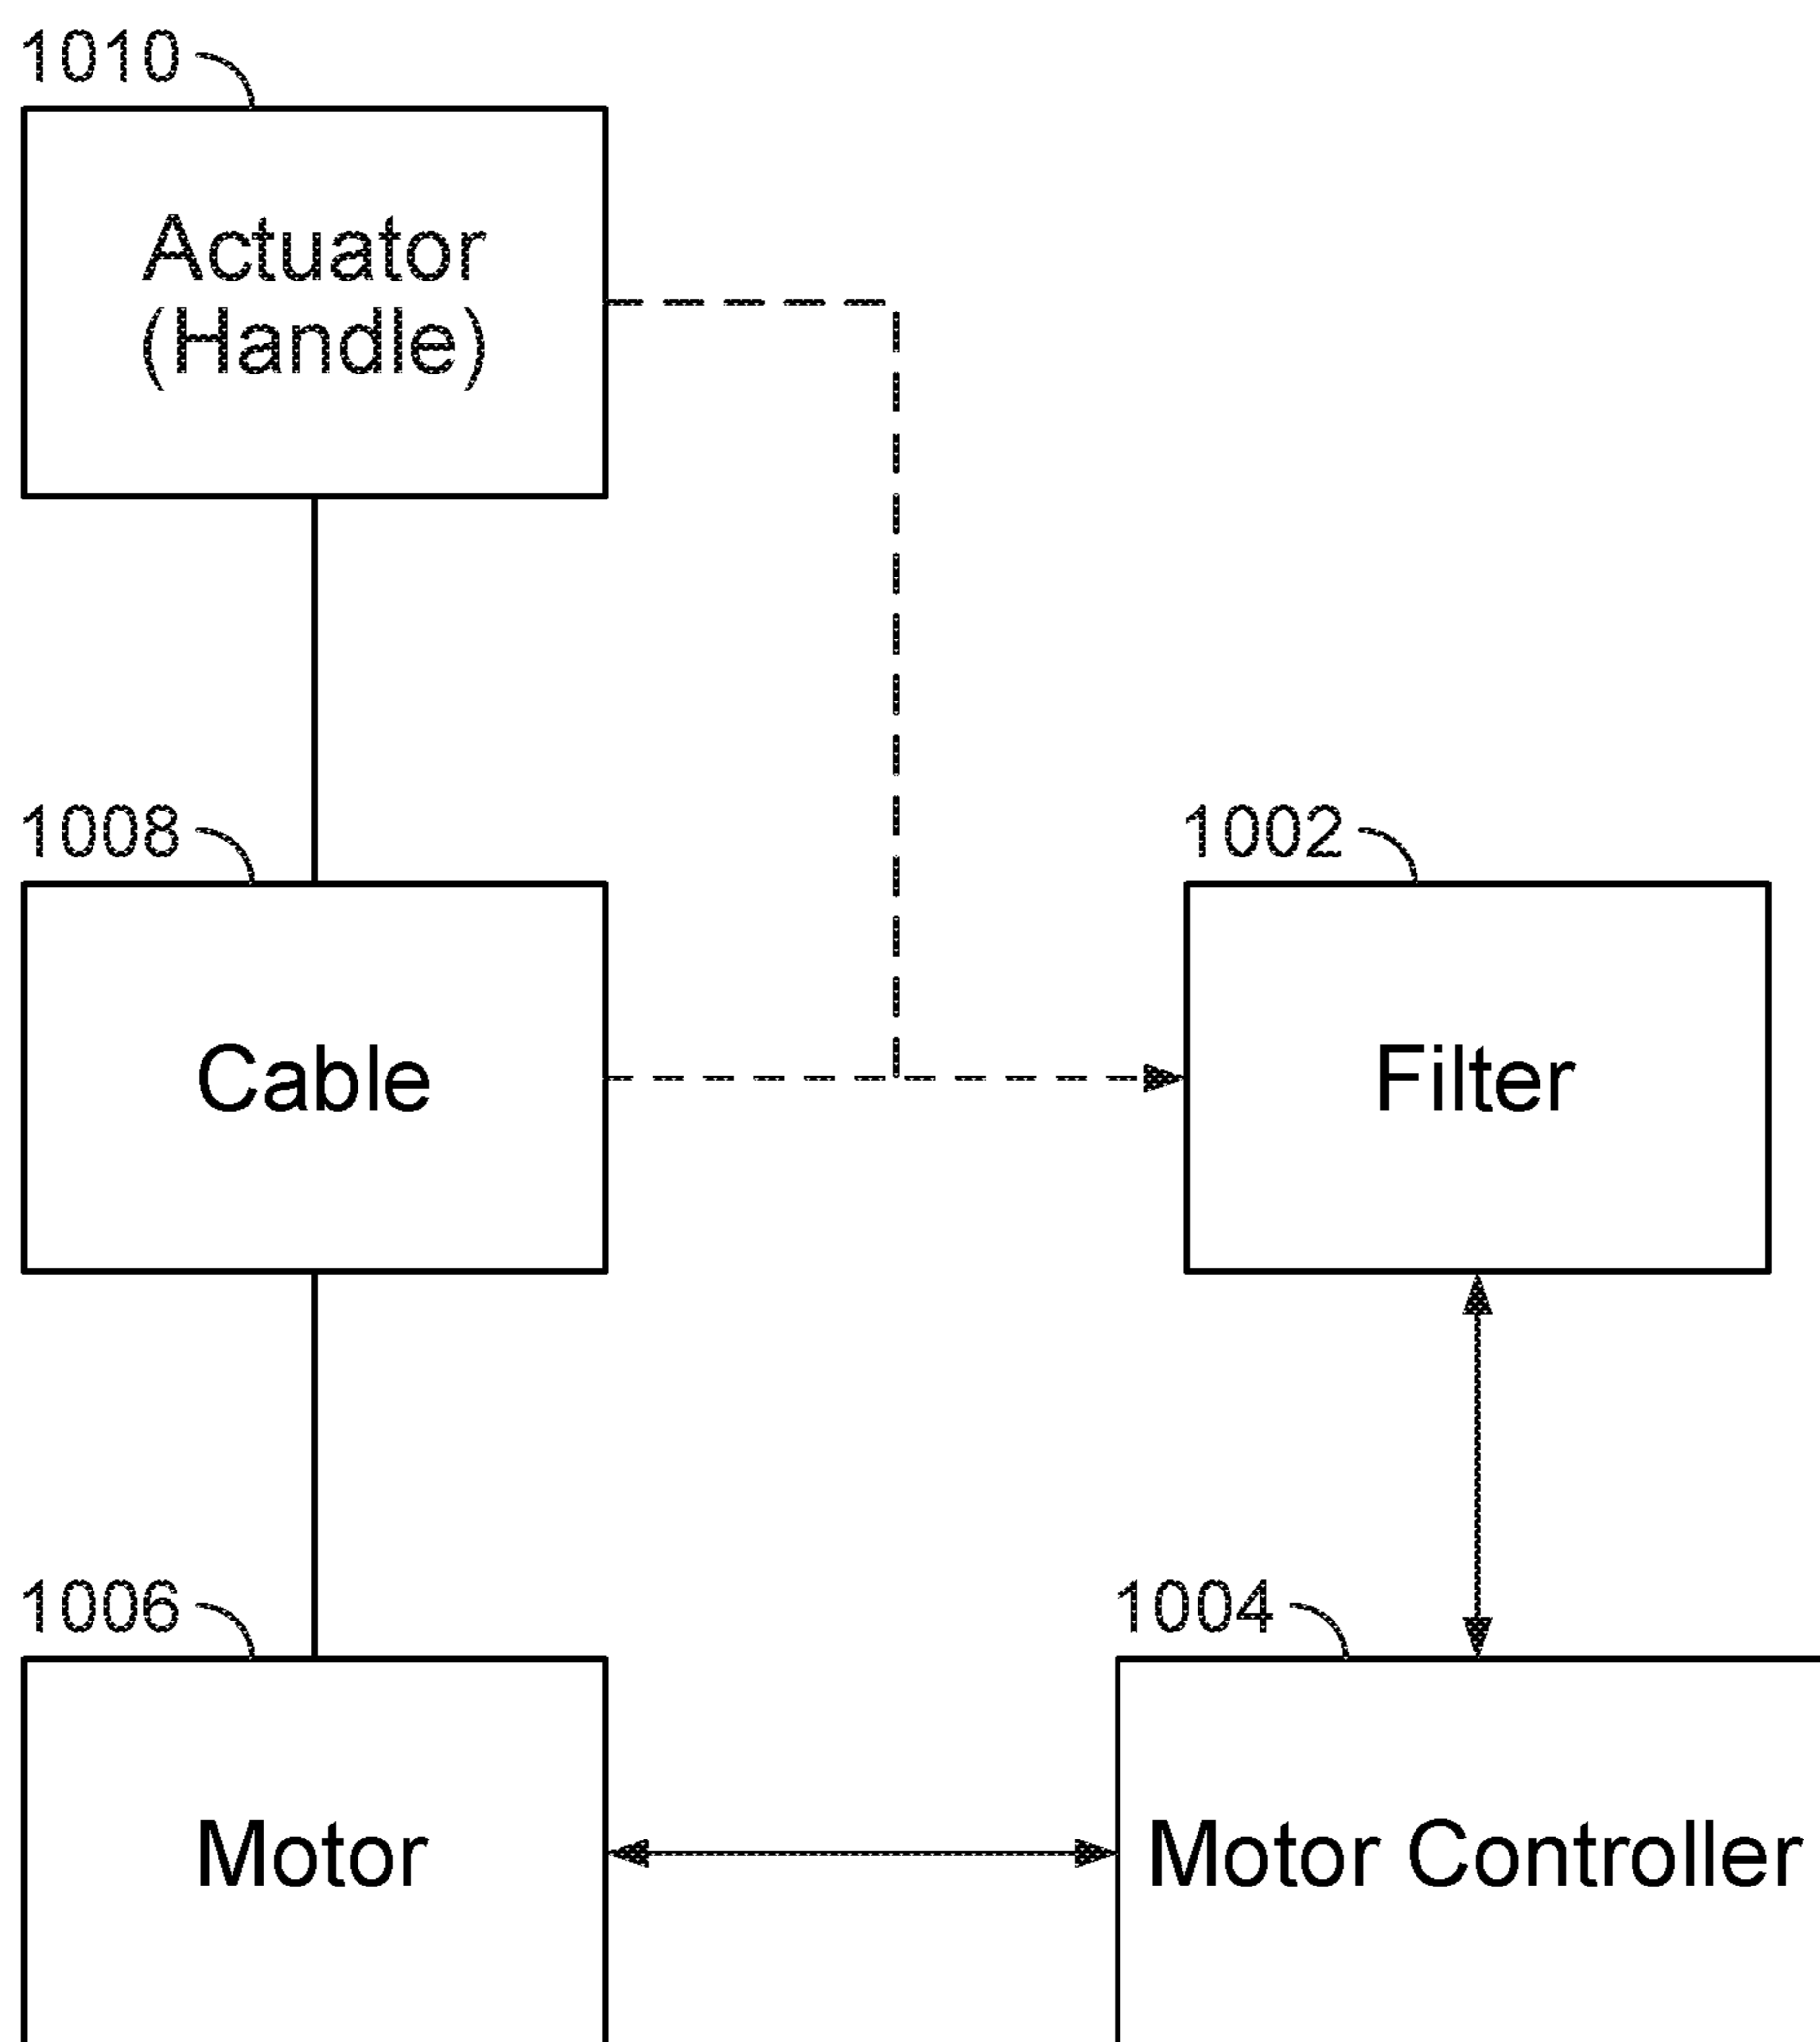 1010
Actuator
(Handle)
1008
Cable
1002
Filter
1006
Motor
1004
Motor Controller